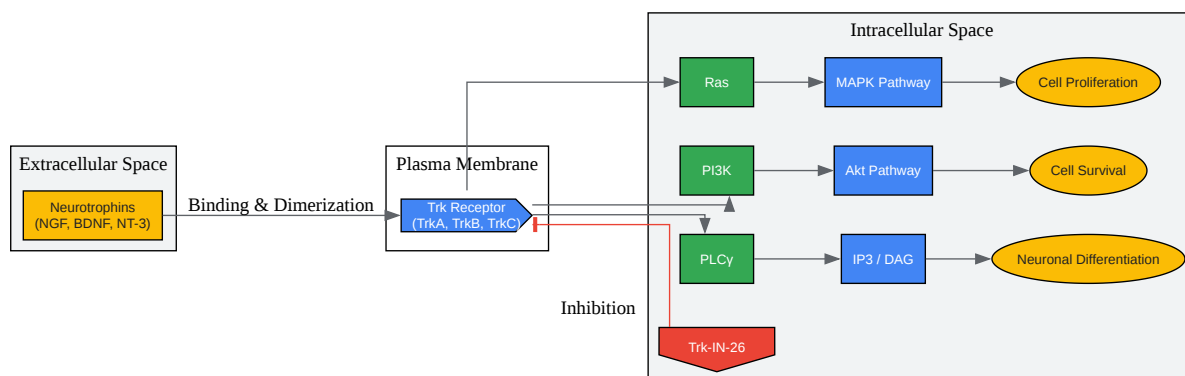 Intracellular Space
Ras
MAPK Pathway
Cell Proliferation
Extracellular Space
Neurotrophins
(NGF, BDNF, NT-3)
Binding & Dimerization
Plasma Membrane
Trk Receptor
(TrkA, TrkB, TrkC)
PI3K
Akt Pathway
Cell Survival
PLCγ
IP3 / DAG
Neuronal Differentiation
Inhibition
Trk-IN-26